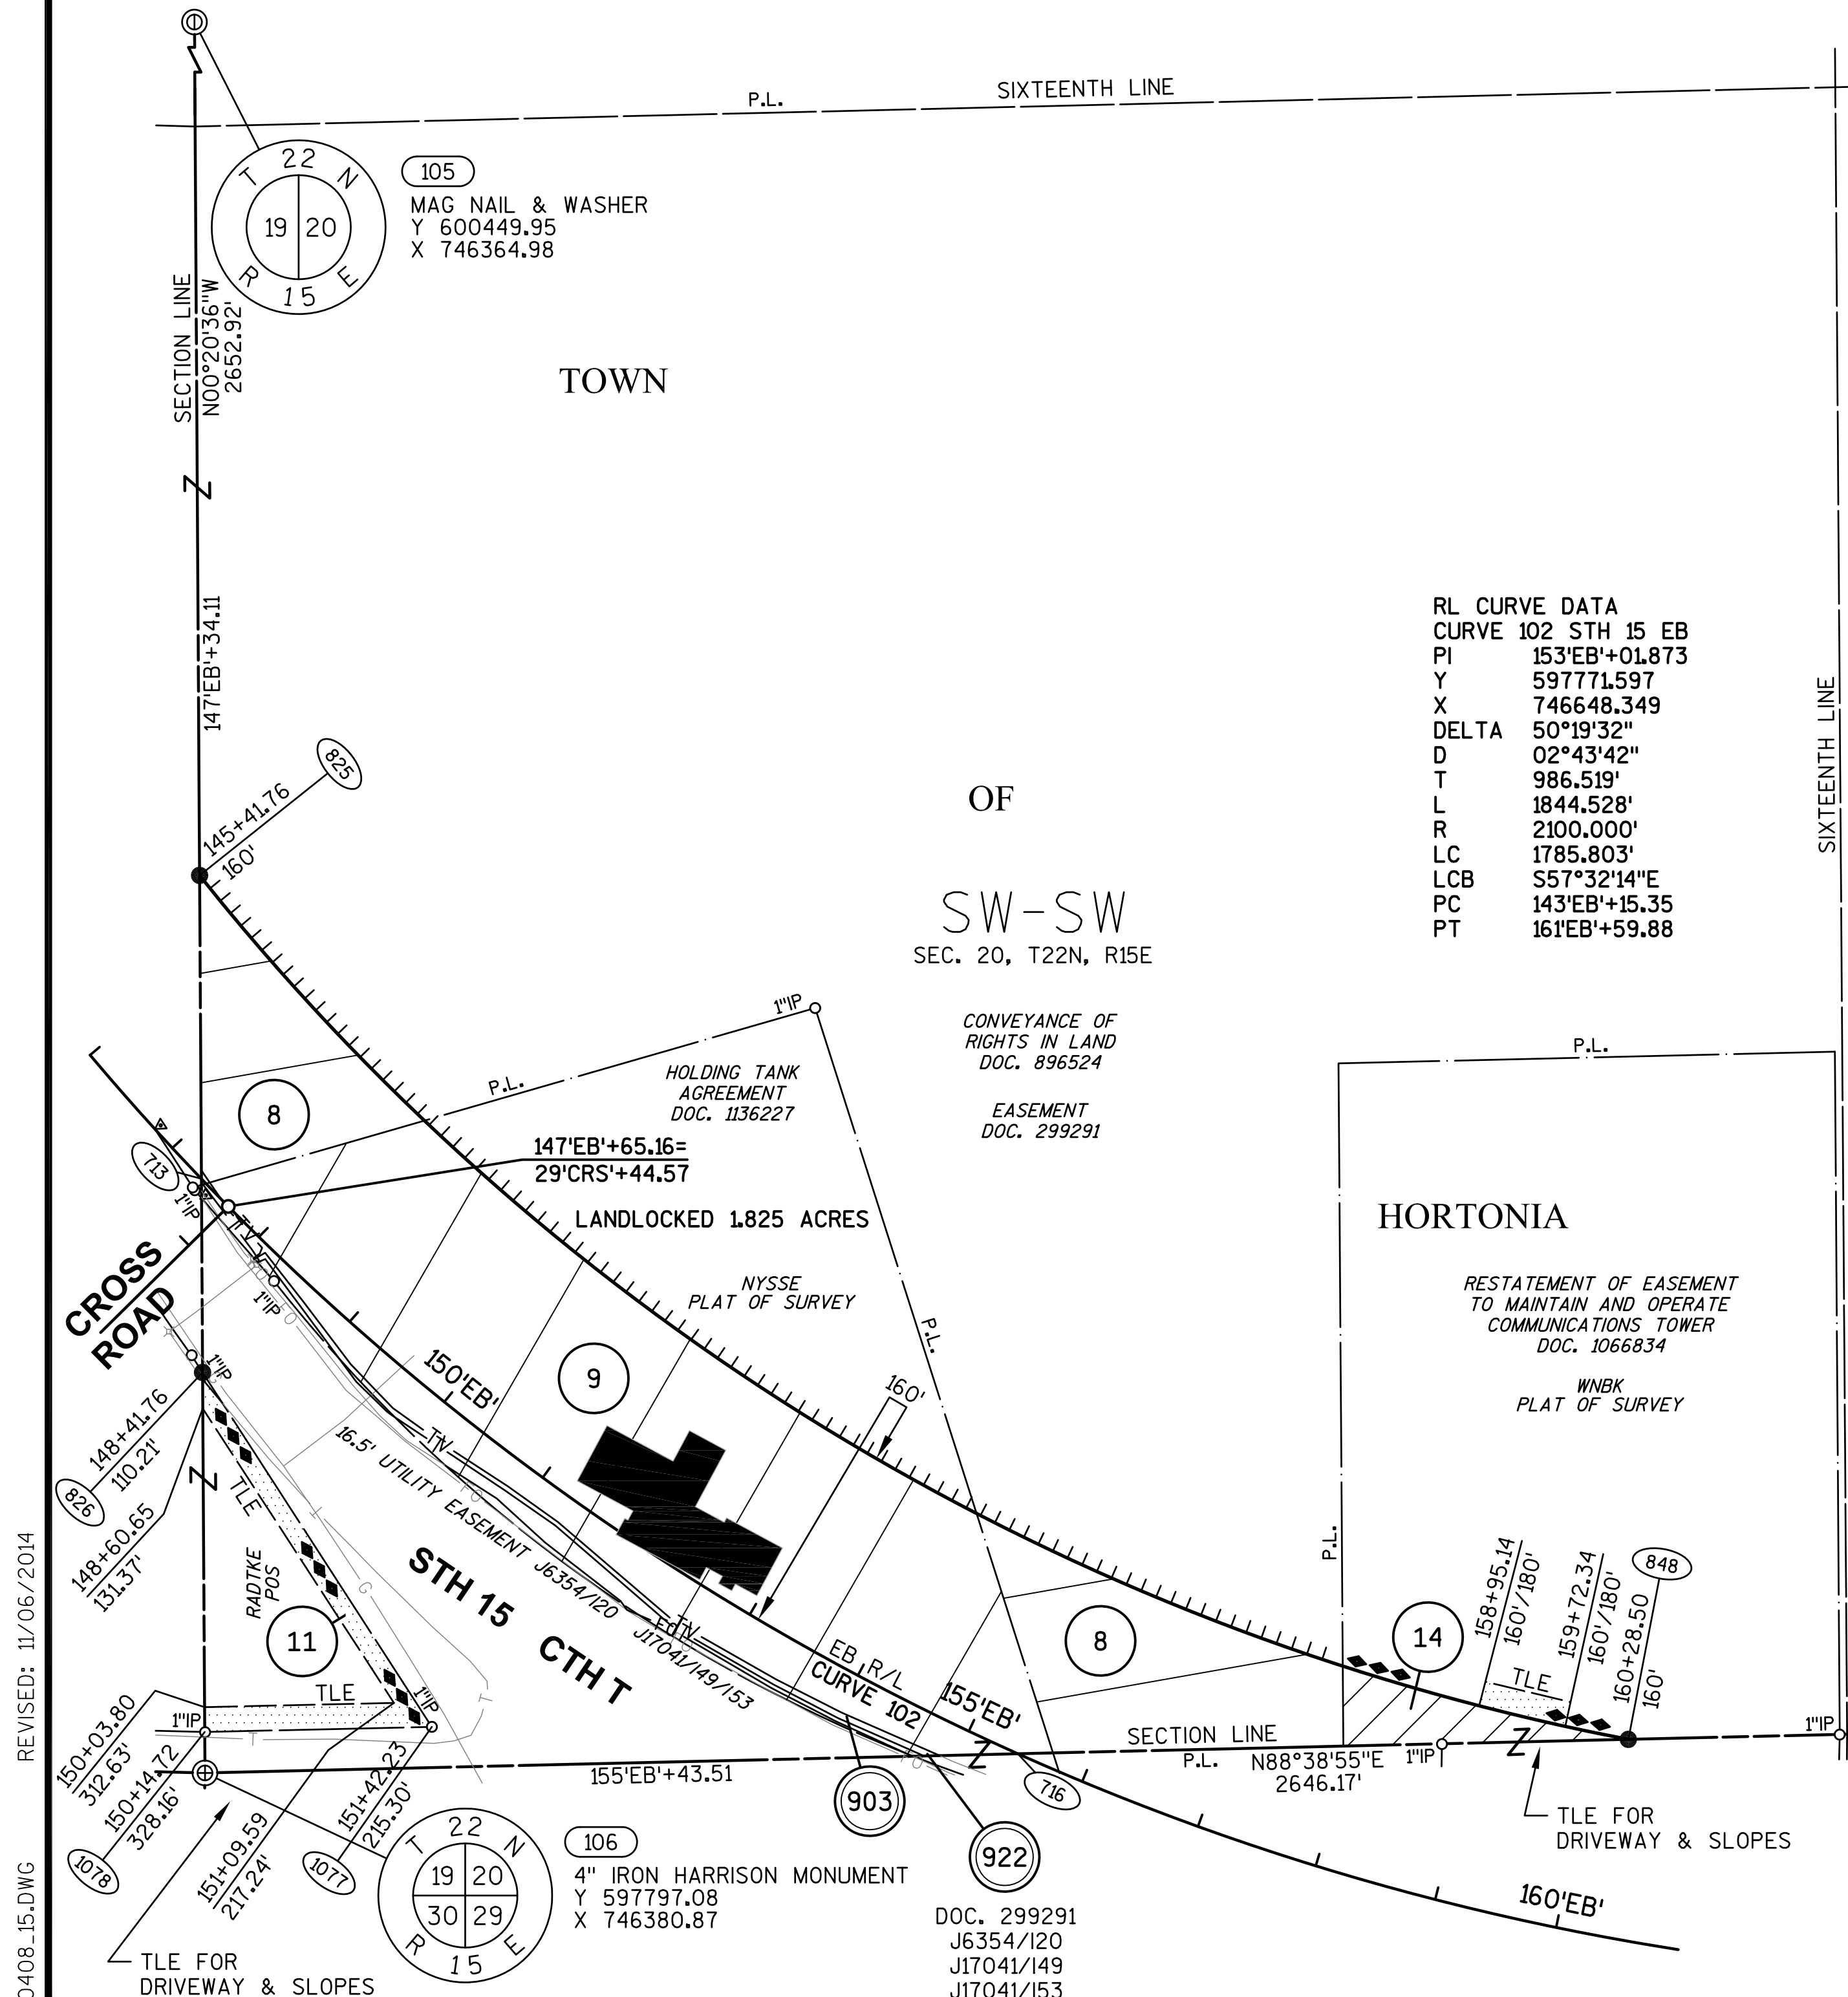 P.L.
SIXTEENTH LINE
T 22 N
19 20
R 15 E
105
MAG NAIL & WASHER
Y 600449.95
X 746364.98
SECTION LINE
N00°20'36"W
2652.92'
TOWN
147'EB'+34.11
RL CURVE DATA
CURVE 102 STH 15 EB
PI 153'EB'+01.873
Y 597771.597
X 746648.349
DELTA 50°19'32"
D 02°43'42"
T 986.519'
L 1844.528'
R 2100.000'
LC 1785.803'
LCB S57°32'14"E
PC 143'EB'+15.35
PT 161'EB'+59.88
SIXTEENTH LINE
825
145+41.76
160'
OF
SW-SW
SEC. 20, T22N, R15E
1"IP
CONVEYANCE OF
RIGHTS IN LAND
DOC. 896524
EASEMENT
DOC. 299291
P.L.
HOLDING TANK
AGREEMENT
DOC. 1136227
P.L.
8
147'EB'+65.16=
29'CRS'+44.57
713
1"IP
LANDLOCKED 1.825 ACRES
HORTONIA
CROSS
ROAD
TV
1"IP
FO
NYSSE
PLAT OF SURVEY
P.L.
RESTATEMENT OF EASEMENT
TO MAINTAIN AND OPERATE
COMMUNICATIONS TOWER
DOC. 1066834
WNBK
PLAT OF SURVEY
1"IP
150'EB'
9
160'
148+41.76
110.21'
826
TV
FO
16.5' UTILITY EASEMENT J6354/120
J17041/149/153
TLE
T
148+60.65
131.37'
RADTKE
POS
G
STH 15 CTH T
11
P.L.
158+95.14
160'/180'
159+72.34
160'/180'
848
160+28.50
160'
TV
FO
EB R/L
CURVE 102
8
14
TLE
155'EB'
TLE
1"IP
1"IP
T
T
150+03.80
312.63'
150+14.72
328.16'
1078
151+09.59
217.24'
151+42.23
215.30'
1077
155'EB'+43.51
SECTION LINE
P.L.
N88°38'55"E
2646.17'
1"IP
1"IP
716
903
922
TLE FOR
DRIVEWAY & SLOPES
T 22 N
19 20
30 29
R 15 E
106
4" IRON HARRISON MONUMENT
Y 597797.08
X 746380.87
DOC. 299291
J6354/120
J17041/149
J17041/153
160'EB'
TLE FOR
DRIVEWAY & SLOPES
REVISED: 11/06/2014
0408_15.DWG